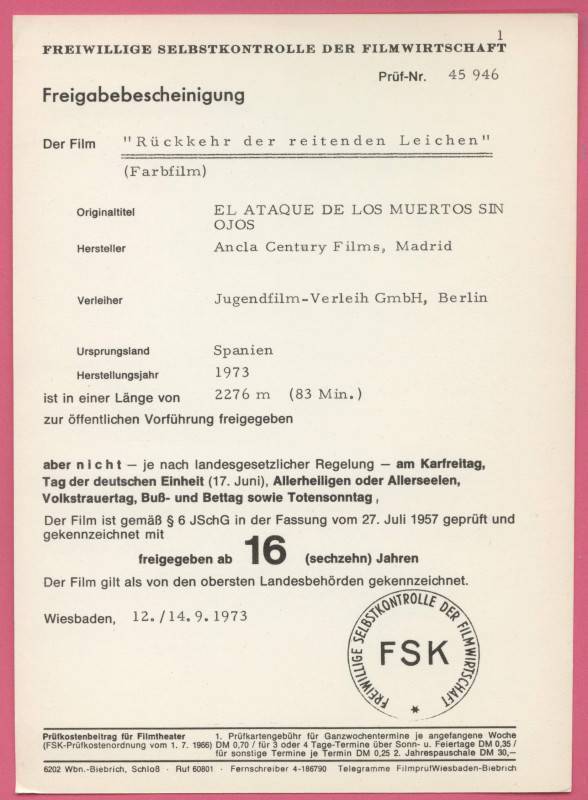 1
FREIWILLIGE SELBSTKONTROLLE DER FILMWIRTSCHAFT
Prüf-Nr. 45 946
Freigabebescheinigung
Der Film "Rückkehr der reitenden Leichen"
(Farbfilm)
Originaltitel EL ATAQUE DE LOS MUERTOS SIN
OJOS
Hersteller Ancla Century Films, Madrid
Verleiher Jugendfilm-Verleih GmbH, Berlin
Ursprungsland Spanien
Herstellungsjahr 1973
ist in einer Länge von 2276 m (83 Min.)
zur öffentlichen Vorführung freigegeben
aber nicht — je nach landesgesetzlicher Regelung — am Karfreitag,
Tag der deutschen Einheit (17. Juni), Allerheiligen oder Allerseelen,
Volkstrauertag, Buß- und Bettag sowie Totensonntag,
Der Film ist gemäß § 6 JSchG in der Fassung vom 27. Juli 1957 geprüft und
gekennzeichnet mit
freigegeben ab 16 (sechzehn) Jahren
Der Film gilt als von den obersten Landesbehörden gekennzeichnet.
Wiesbaden, 12./14.9.1973
FREIWILLIGE SELBSTKONTROLLE DER FILMWIRTSCHAFT
FSK
Prüfkostenbeitrag für Filmtheater 1. Prüfkartengebühr für Ganzwochentermine je angefangene Woche
(FSK-Prüfkostenordnung vom 1. 7. 1966) DM 0,70 / für 3 oder 4 Tage-Termine über Sonn- u. Feiertage DM 0,35 /
für sonstige Termine je Termin DM 0,25 2. Jahrespauschale DM 30,—
6202 Wbn.-Biebrich, Schloß · Ruf 60801 · Fernschreiber 4-186790 Telegramme FilmprufWiesbaden-Biebrich